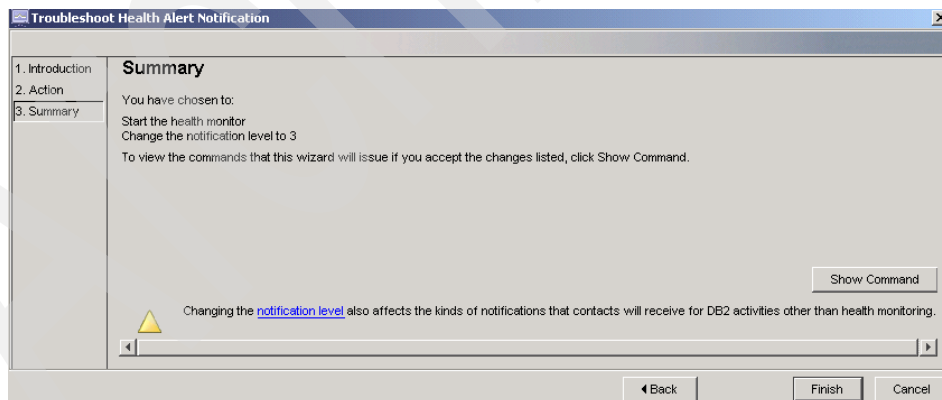 Troubleshoot Health Alert Notification
1. Introduction
2. Action
3. Summary
Summary
You have chosen to:
Start the health monitor
Change the notification level to 3
To view the commands that this wizard will issue if you accept the changes listed, click Show Command.
Show Command
Changing the notification level also affects the kinds of notifications that contacts will receive for DB2 activities other than health monitoring.
Back
Finish
Cancel